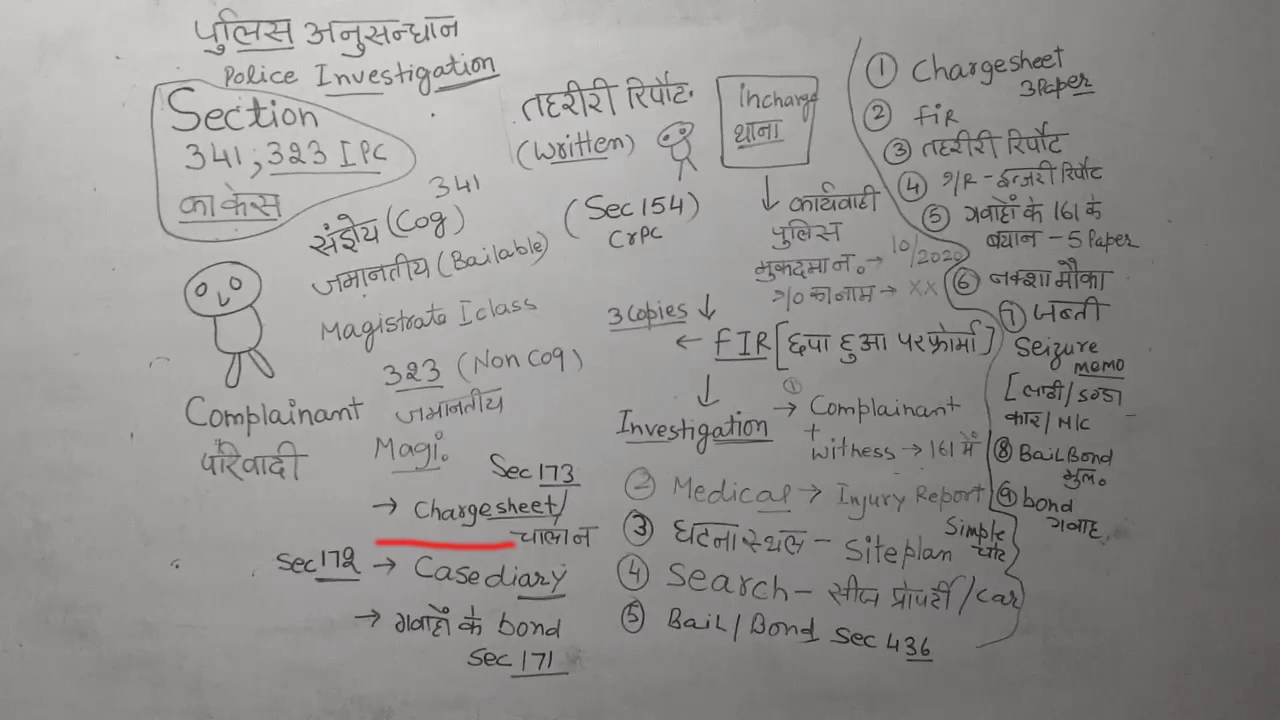 पुलिस अनुसन्धान
Police Investigation
Section
341, 323 IPC
का केस
341
संज्ञेय (Cog)
जमानतीय (Bailable)
Magistrate I class
323 (Non Cog)
जमानतीय
Magi.
Complainant
परिवादी
Sec 173
→ Chargesheet/
चालान
Sec 172 → Case diary
→ गवाहों के bond
Sec 171
तहरीरी रिपोर्ट
(Written)
(Sec 154)
CrPC
Incharge
थाना
↓ कार्यवाही
पुलिस
मुकदमा न. → 10/2020
का नाम → XX
3 Copies ↓
← FIR [छपा हुआ परफ्रोर्मा]
↓
Investigation → ① Complainant
+
Witness → 161 में
② Medical → Injury Report
③ घटनास्थल - Siteplan
Simple
चोट
④ Search - सीज प्रोपर्टी/Car
⑤ Bail/Bond Sec 436
① Chargesheet
3 Paper
② FiR
③ तहरीरी रिपोर्ट
④ I/R - इन्जरी रिपोर्ट
⑤ गवाहों के 161 के
बयान - 5 Paper
⑥ नक्शा मौका
⑦ जब्ती
Seizure
memo
[लाठी/डण्डा
कार/M/C
⑧ Bail Bond
मुल.
⑨ bond
गवाह